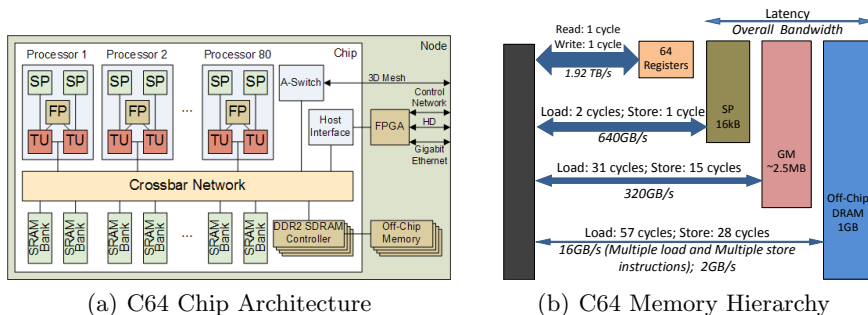 Processor 1
Processor 2
Processor 80
Chip
Node
SP
SP
SP
SP
SP
SP
FP
FP
FP
TU
TU
TU
TU
TU
TU
...
A-Switch
3D Mesh
Host
Interface
FPGA
Control
Network
HD
Gigabit
Ethernet
Crossbar Network
SRAM
Bank
SRAM
Bank
SRAM
Bank
SRAM
Bank
...
SRAM
Bank
SRAM
Bank
DDR2 SDRAM
Controller
Off-Chip
Memory
(a) C64 Chip Architecture
Latency
Overall Bandwidth
Read: 1 cycle
Write: 1 cycle
1.92 TB/s
64
Registers
Load: 2 cycles; Store: 1 cycle
640GB/s
SP
16kB
Load: 31 cycles; Store: 15 cycles
320GB/s
GM
~2.5MB
Load: 57 cycles; Store: 28 cycles
16GB/s (Multiple load and Multiple store
instructions); 2GB/s
Off-Chip
DRAM
1GB
(b) C64 Memory Hierarchy